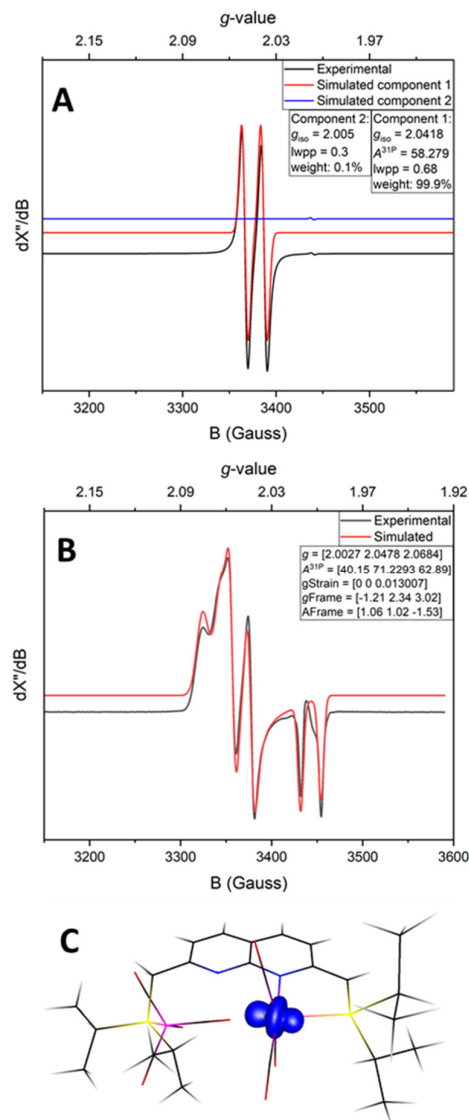 g-value
2.15 2.09 2.03 1.97
A
Experimental
Simulated component 1
Simulated component 2
Component 2:
giso = 2.005
lwpp = 0.3
weight: 0.1%
Component 1:
giso = 2.0418
A31P = 58.279
lwpp = 0.68
weight: 99.9%
dX"/dB
3200 3300 3400 3500
B (Gauss)
g-value
2.15 2.09 2.03 1.97 1.92
B
Experimental
Simulated
g = [2.0027 2.0478 2.0684]
A31P = [40.15 71.2293 62.89]
gStrain = [0 0 0.013007]
gFrame = [-1.21 2.34 3.02]
AFrame = [1.06 1.02 -1.53]
dX"/dB
3200 3300 3400 3500 3600
B (Gauss)
C